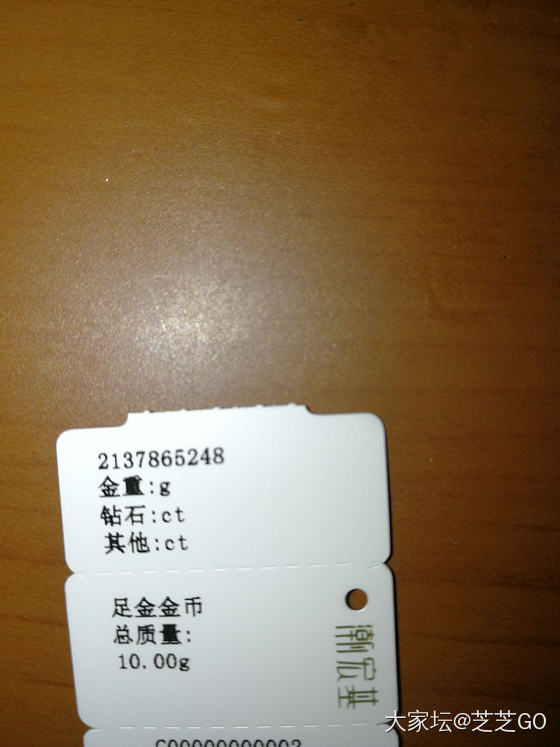 2137865248
金重:g
钻石:ct
其他:ct
足金金币
总质量:
10.00g
潮宏基
C00000000003
大家坛@芝芝GO